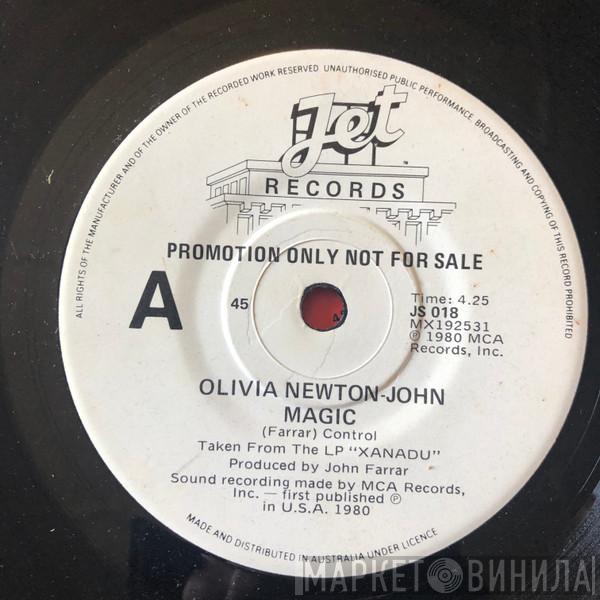 ALL RIGHTS OF THE MANUFACTURER AND OF THE OWNER OF THE RECORDED WORK RESERVED UNAUTHORISED PUBLIC PERFORMANCE BROADCASTING AND COPYING OF THIS RECORD PROHIBITED
Jet
TM
RECORDS
PROMOTION ONLY NOT FOR SALE
A
45
Time: 4.25
JS 018
MX192531
℗ 1980 MCA
Records, Inc.
OLIVIA NEWTON-JOHN
MAGIC
(Farrar) Control
Taken From The LP "XANADU"
Produced by John Farrar
Sound recording made by MCA Records,
Inc. — first published ℗
in U.S.A. 1980
MADE AND DISTRIBUTED IN AUSTRALIA UNDER LICENCE
МАРКЕТ ВИНИЛА